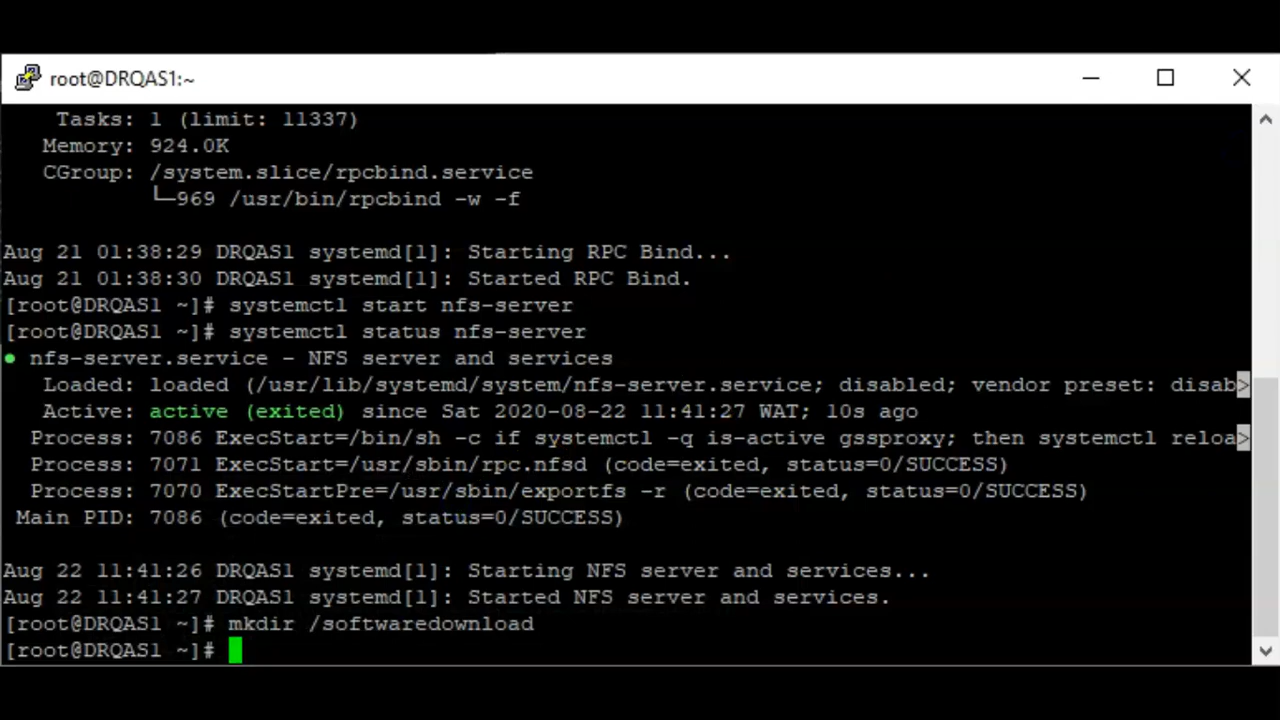 root@DRQAS1:~
Tasks: 1 (limit: 11337)
Memory: 924.0K
CGroup: /system.slice/rpcbind.service
└─969 /usr/bin/rpcbind -w -f
Aug 21 01:38:29 DRQAS1 systemd[1]: Starting RPC Bind...
Aug 21 01:38:30 DRQAS1 systemd[1]: Started RPC Bind.
[root@DRQAS1 ~]# systemctl start nfs-server
[root@DRQAS1 ~]# systemctl status nfs-server
● nfs-server.service - NFS server and services
Loaded: loaded (/usr/lib/systemd/system/nfs-server.service; disabled; vendor preset: disab>
Active: active (exited) since Sat 2020-08-22 11:41:27 WAT; 10s ago
Process: 7086 ExecStart=/bin/sh -c if systemctl -q is-active gssproxy; then systemctl reloa>
Process: 7071 ExecStart=/usr/sbin/rpc.nfsd (code=exited, status=0/SUCCESS)
Process: 7070 ExecStartPre=/usr/sbin/exportfs -r (code=exited, status=0/SUCCESS)
Main PID: 7086 (code=exited, status=0/SUCCESS)
Aug 22 11:41:26 DRQAS1 systemd[1]: Starting NFS server and services...
Aug 22 11:41:27 DRQAS1 systemd[1]: Started NFS server and services.
[root@DRQAS1 ~]# mkdir /softwaredownload
[root@DRQAS1 ~]#